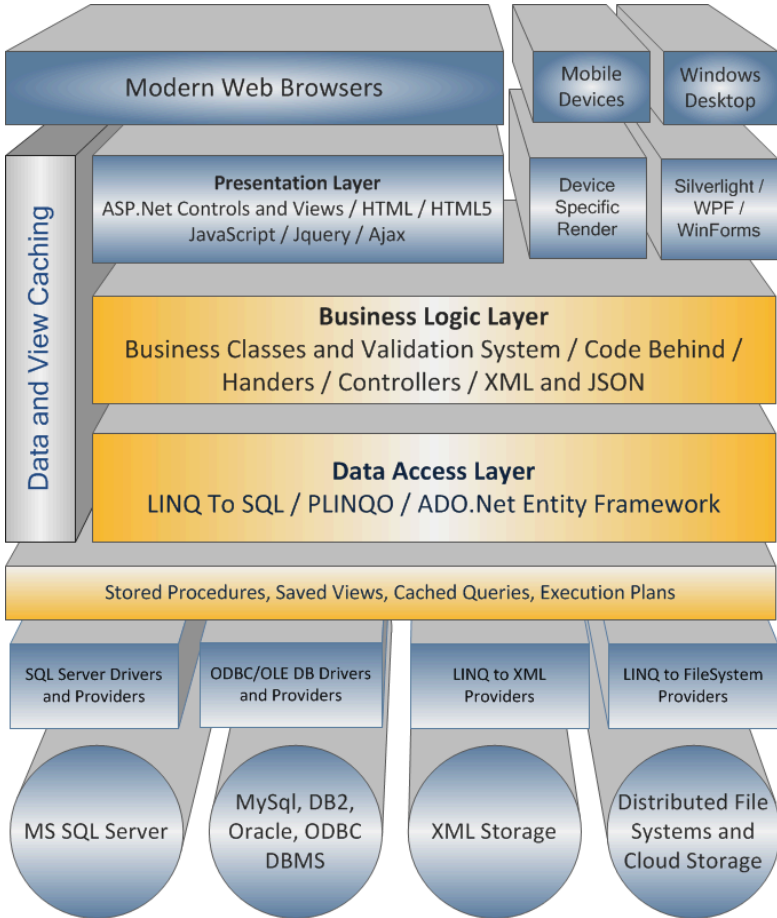 Modern Web Browsers
Mobile
Devices
Windows
Desktop
Data and View Caching
Presentation Layer
ASP.Net Controls and Views / HTML / HTML5
JavaScript / Jquery / Ajax
Device
Specific
Render
Silverlight /
WPF /
WinForms
Business Logic Layer
Business Classes and Validation System / Code Behind /
Handers / Controllers / XML and JSON
Data Access Layer
LINQ To SQL / PLINQO / ADO.Net Entity Framework
Stored Procedures, Saved Views, Cached Queries, Execution Plans
SQL Server Drivers
and Providers
ODBC/OLE DB Drivers
and Providers
LINQ to XML
Providers
LINQ to FileSystem
Providers
MS SQL Server
MySql, DB2,
Oracle, ODBC
DBMS
XML Storage
Distributed File
Systems and
Cloud Storage